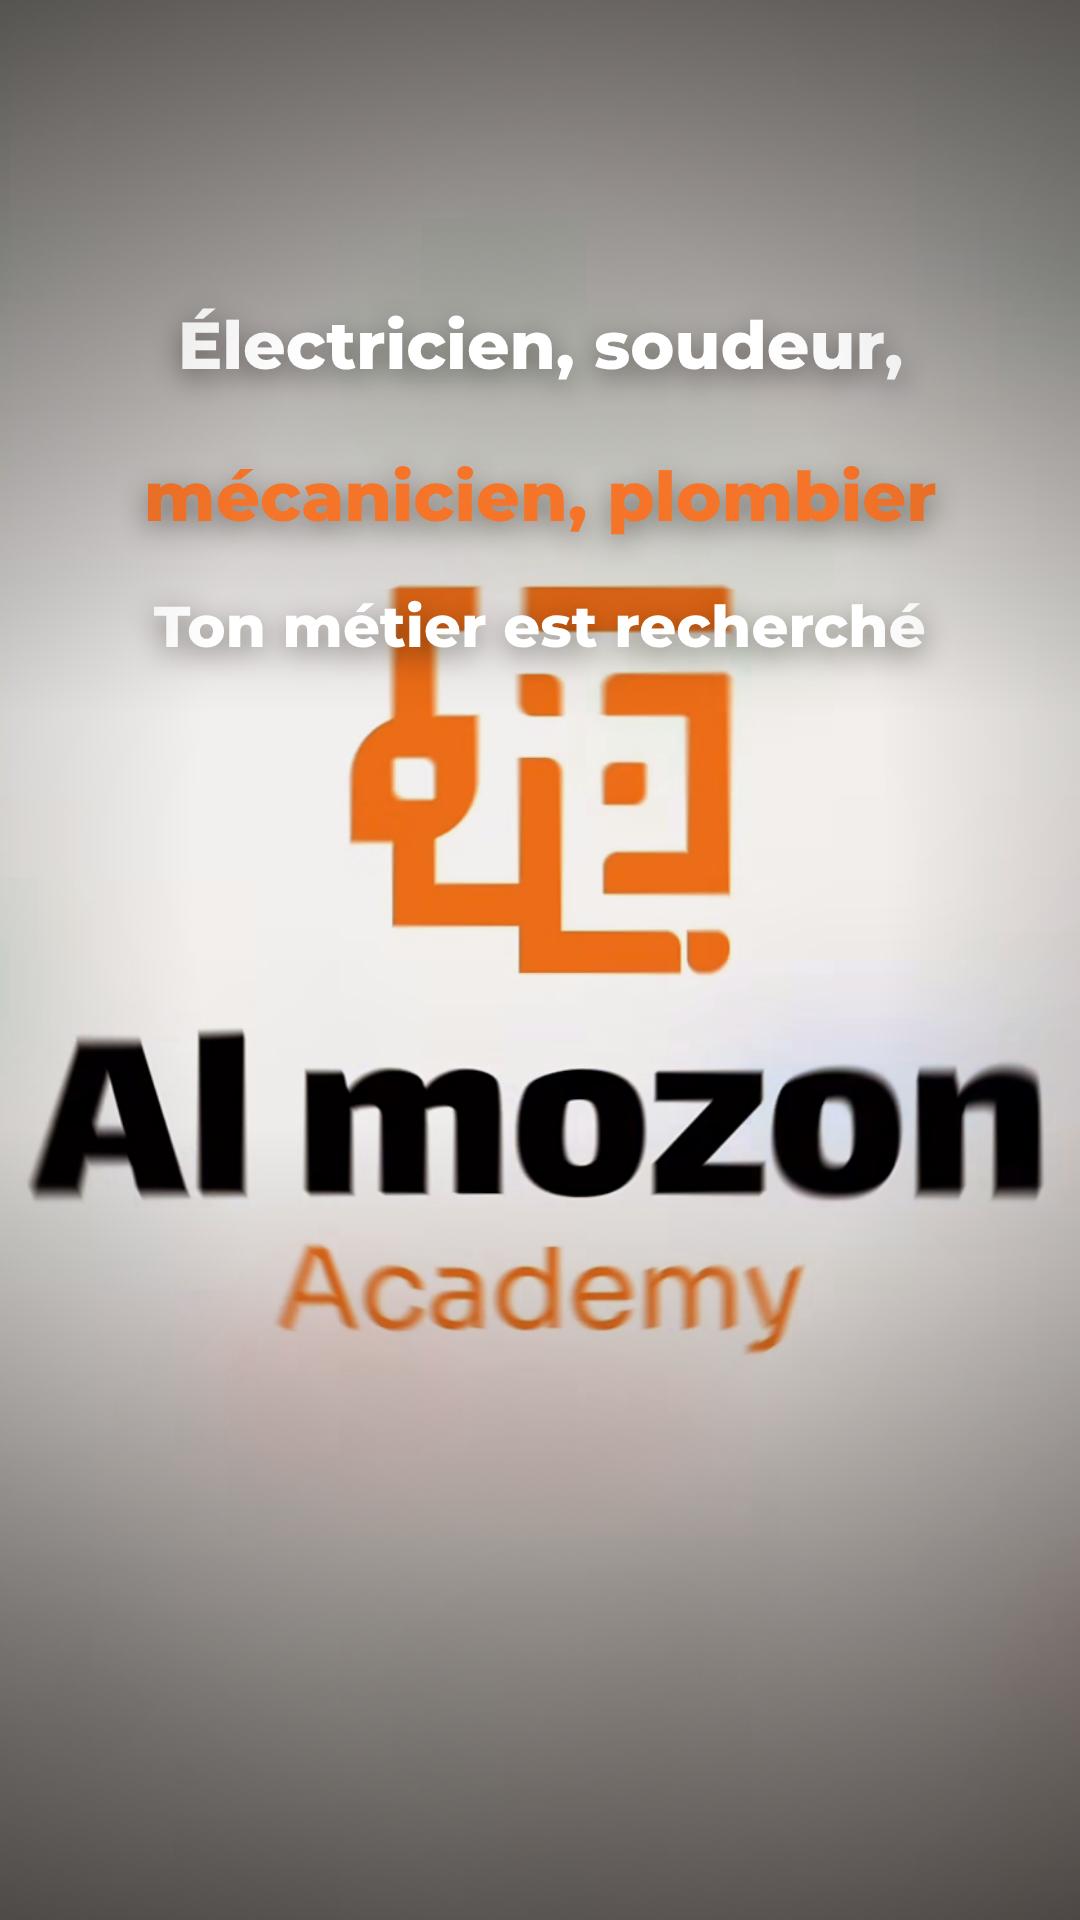 Électricien, soudeur,
mécanicien, plombier
Ton métier est recherché
Al mozon
Academy